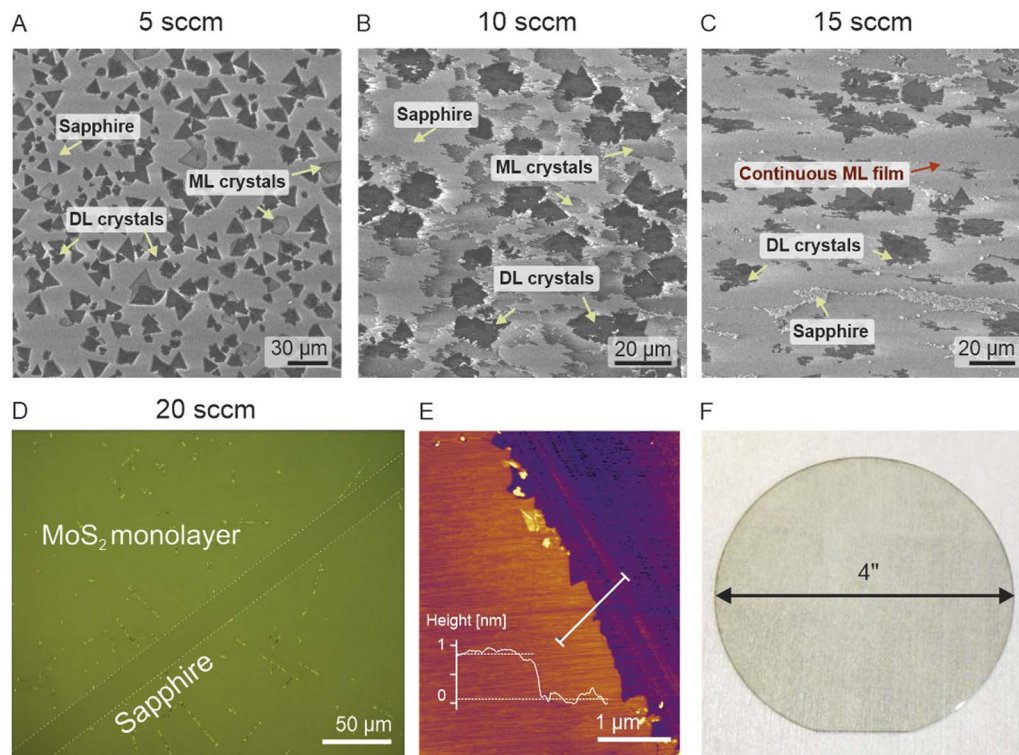 A
5 sccm
Sapphire
ML crystals
DL crystals
30 μm
B
10 sccm
Sapphire
ML crystals
DL crystals
20 μm
C
15 sccm
Continuous ML film
DL crystals
Sapphire
20 μm
D
20 sccm
MoS₂ monolayer
Sapphire
50 μm
E
Height [nm]
1
0
1 μm
F
4"